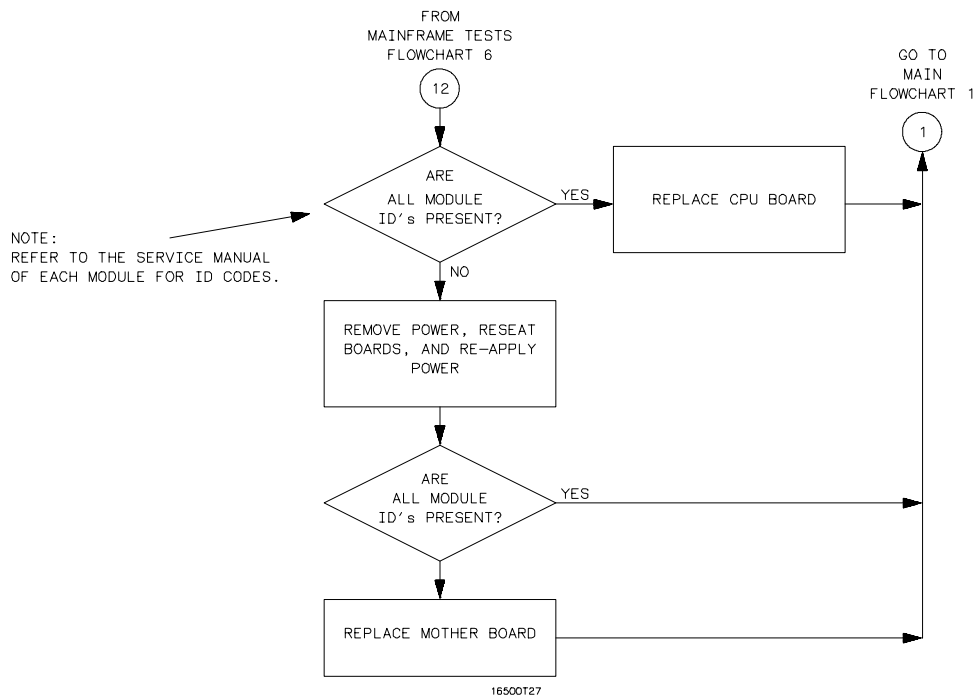 FROM
MAINFRAME TESTS
FLOWCHART 6
12
GO TO
MAIN
FLOWCHART 1
1
ARE
ALL MODULE
ID's PRESENT?
YES
REPLACE CPU BOARD
NOTE:
REFER TO THE SERVICE MANUAL
OF EACH MODULE FOR ID CODES.
NO
REMOVE POWER, RESEAT
BOARDS, AND RE-APPLY
POWER
ARE
ALL MODULE
ID's PRESENT?
YES
REPLACE MOTHER BOARD
16500T27